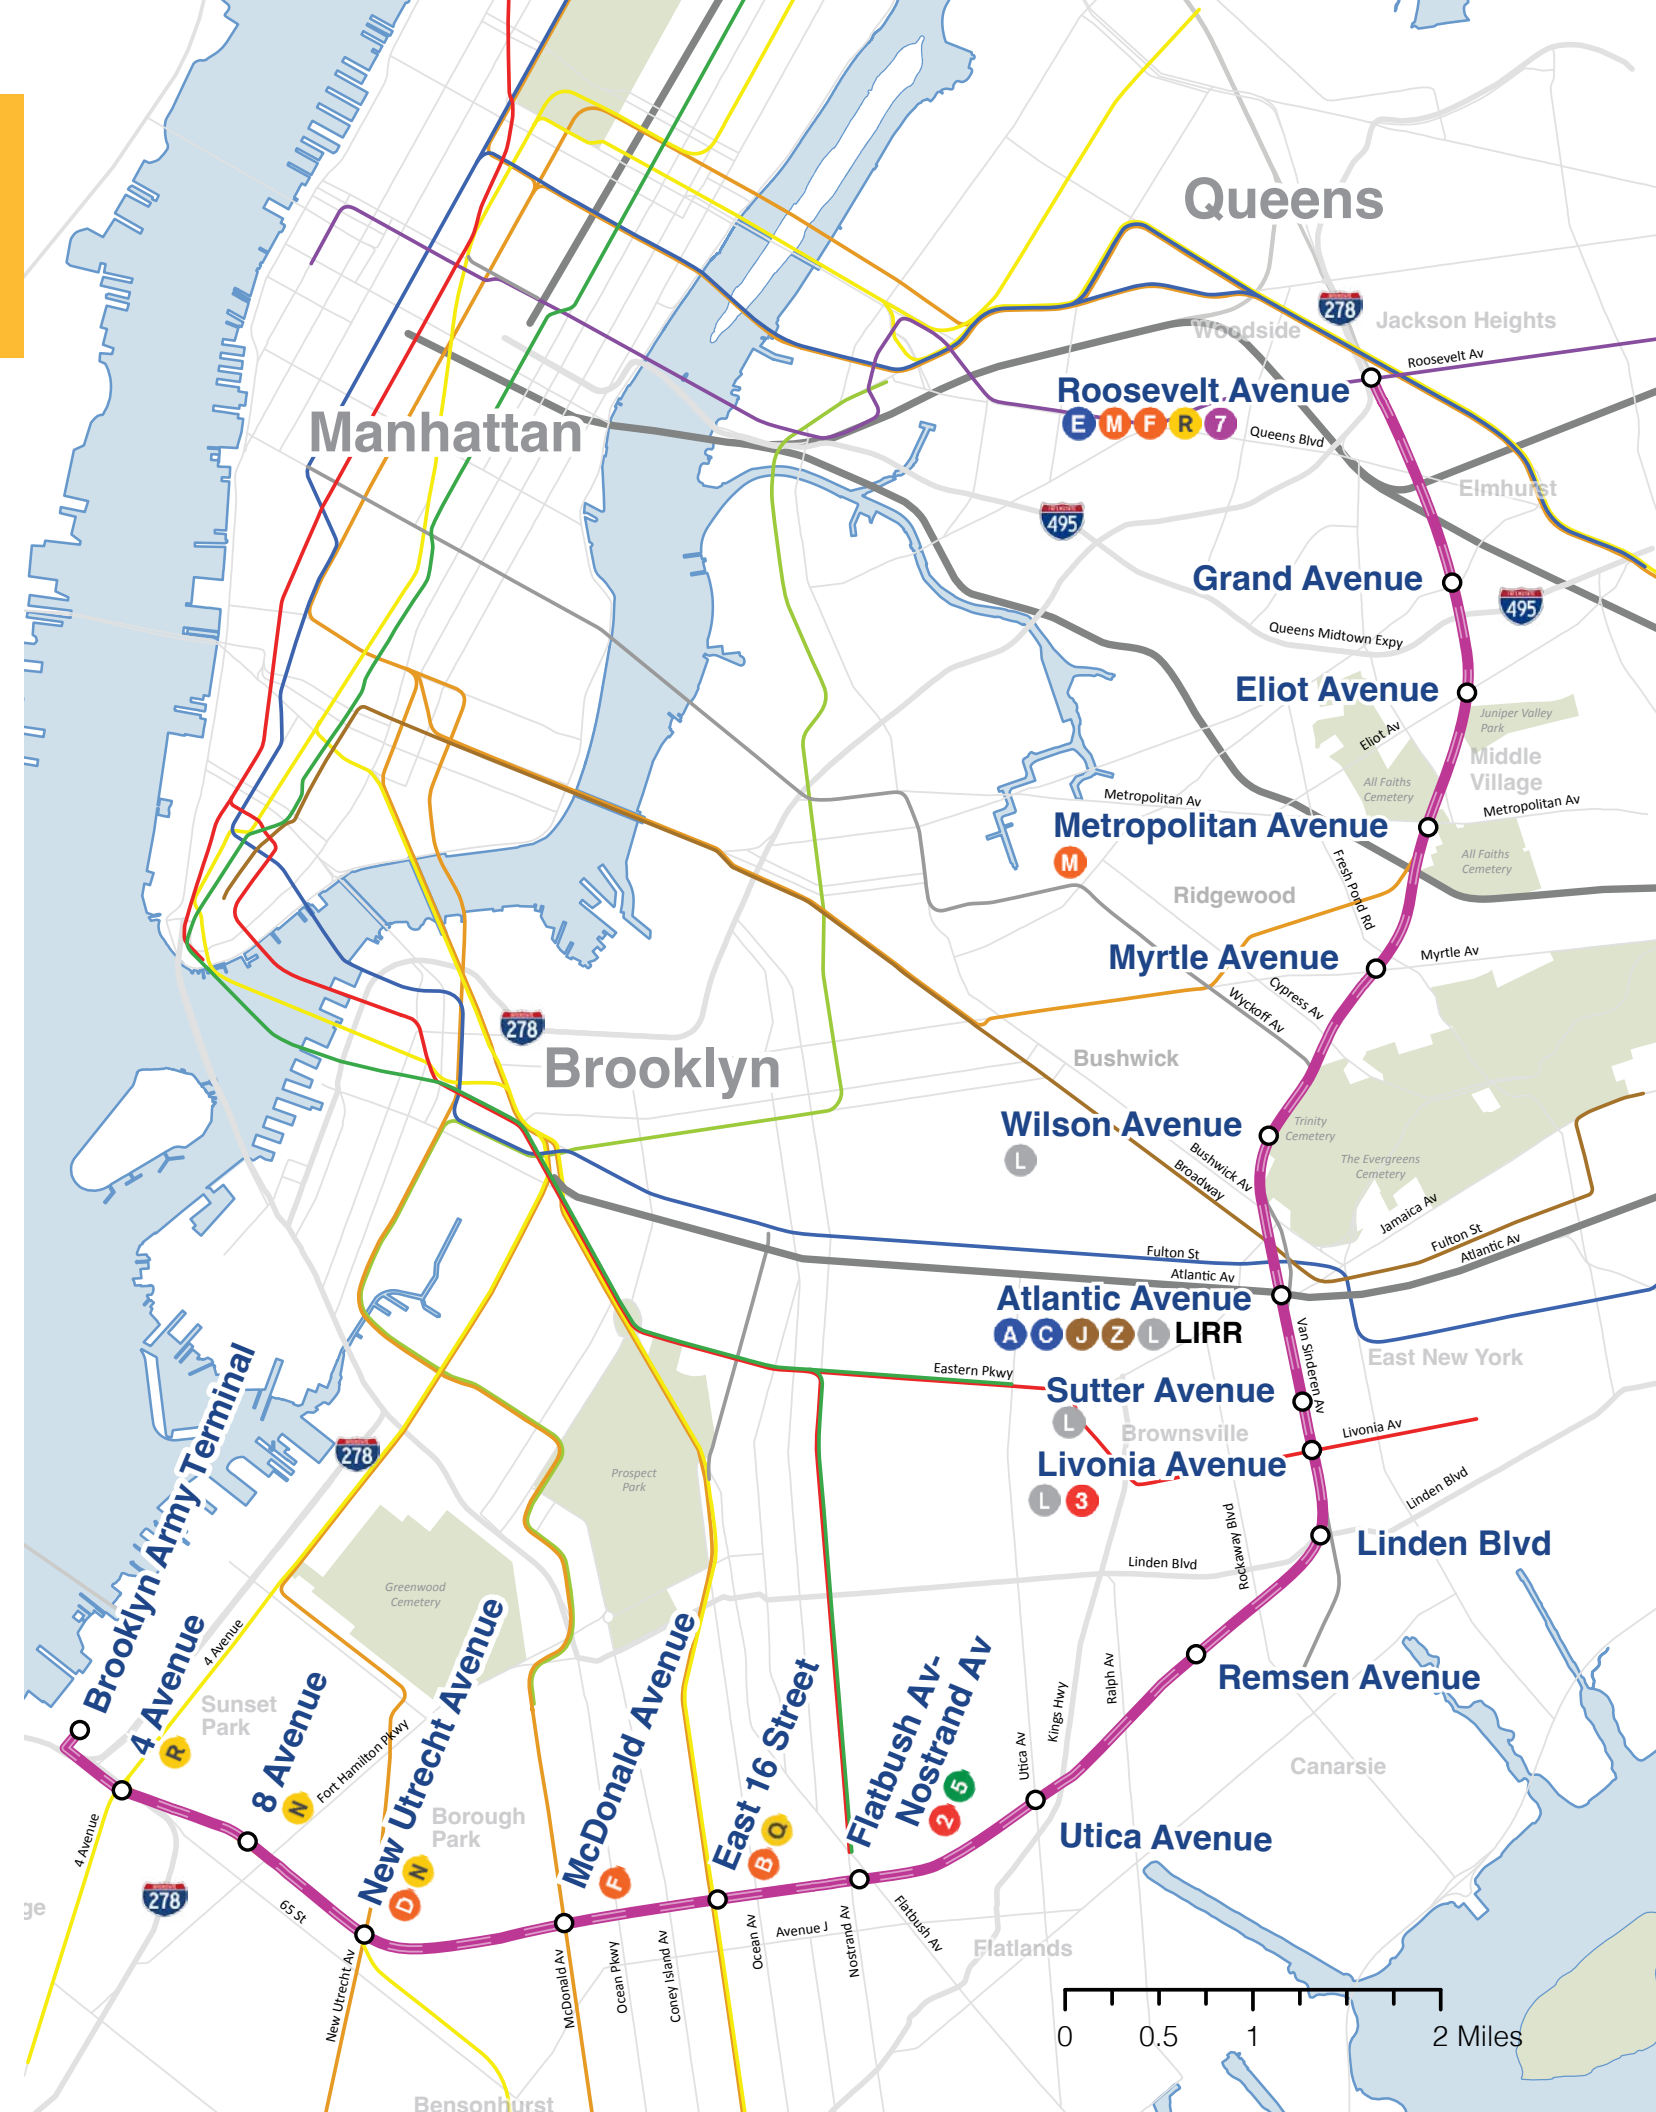 Queens
278
Jackson Heights
Woodside
Roosevelt Av
Roosevelt Avenue
E M F R 7
Manhattan
Queens Blvd
Elmhurst
495
Grand Avenue
495
Queens Midtown Expy
Eliot Avenue
Juniper Valley
Park
Eliot Av
Middle
Village
All Faiths
Cemetery
Metropolitan Av
Metropolitan Av
Metropolitan Avenue
M
Fresh Pond Rd
All Faiths
Cemetery
Ridgewood
Myrtle Avenue
Myrtle Av
Cypress Av
Wyckoff Av
278
Brooklyn
Bushwick
Wilson Avenue
L
Trinity
Cemetery
Bushwick Av
Broadway
The Evergreens
Cemetery
Jamaica Av
Fulton St
Fulton St
Atlantic Av
Atlantic Av
Atlantic Avenue
A C J Z L LIRR
Van Sinderen Av
East New York
Eastern Pkwy
Sutter Avenue
L
Brownsville
Livonia Av
Livonia Avenue
L 3
Linden Blvd
Prospect
Park
Rockaway Blvd
Linden Blvd
Linden Blvd
Greenwood
Cemetery
Brooklyn Army Terminal
4 Avenue
R
4 Avenue
Sunset
Park
8 Avenue
N
Fort Hamilton Pkwy
New Utrecht Avenue
D N
Borough
Park
McDonald Avenue
F
East 16 Street
B Q
Flatbush Av-
Nostrand Av
2 5
Remsen Avenue
Ralph Av
Kings Hwy
Utica Av
Canarsie
Utica Avenue
4 Avenue
278
ge
65 St
New Utrecht Av
McDonald Av
Ocean Pkwy
Coney Island Av
Ocean Av
Avenue J
Nostrand Av
Flatbush Av
Flatlands
278
0 0.5 1 2 Miles
Bensonhurst